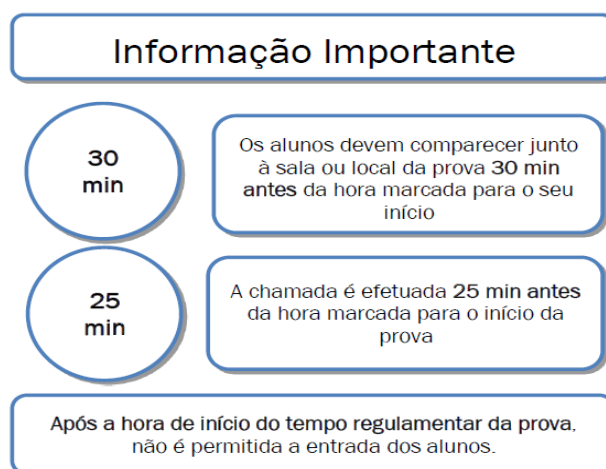 Informação Importante
30
min
Os alunos devem comparecer junto
à sala ou local da prova 30 min
antes da hora marcada para o seu
início
25
min
A chamada é efetuada 25 min antes
da hora marcada para o início da
prova
Após a hora de início do tempo regulamentar da prova,
não é permitida a entrada dos alunos.